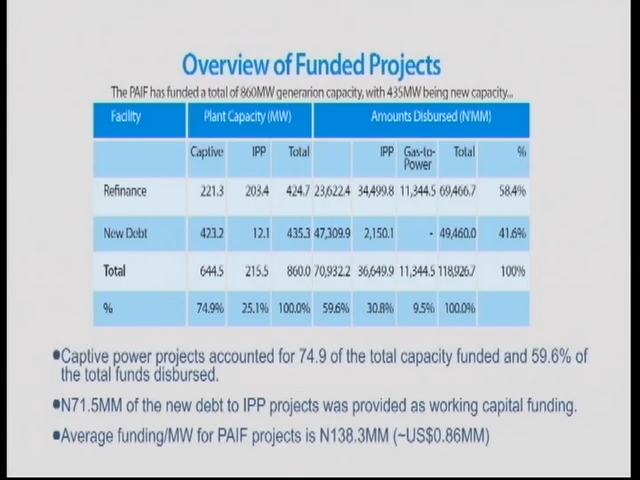 Overview of Funded Projects
The PAIF has funded a total of 860MW generarion capacity, with 435MW being new capacity...
Facility Plant Capacity (MW) Amounts Disbursed (N'MM)
Captive IPP Total IPP Gas-to-Power Total %
Refinance 221.3 203.4 424.7 23,622.4 34,499.8 11,344.5 69,466.7 58.4%
New Debt 423.2 12.1 435.3 47,309.9 2,150.1 - 49,460.0 41.6%
Total 644.5 215.5 860.0 70,932.2 36,649.9 11,344.5 118,926.7 100%
% 74.9% 25.1% 100.0% 59.6% 30.8% 9.5% 100.0%
•Captive power projects accounted for 74.9 of the total capacity funded and 59.6% of
the total funds disbursed.
•N71.5MM of the new debt to IPP projects was provided as working capital funding.
•Average funding/MW for PAIF projects is N138.3MM (~US$0.86MM)